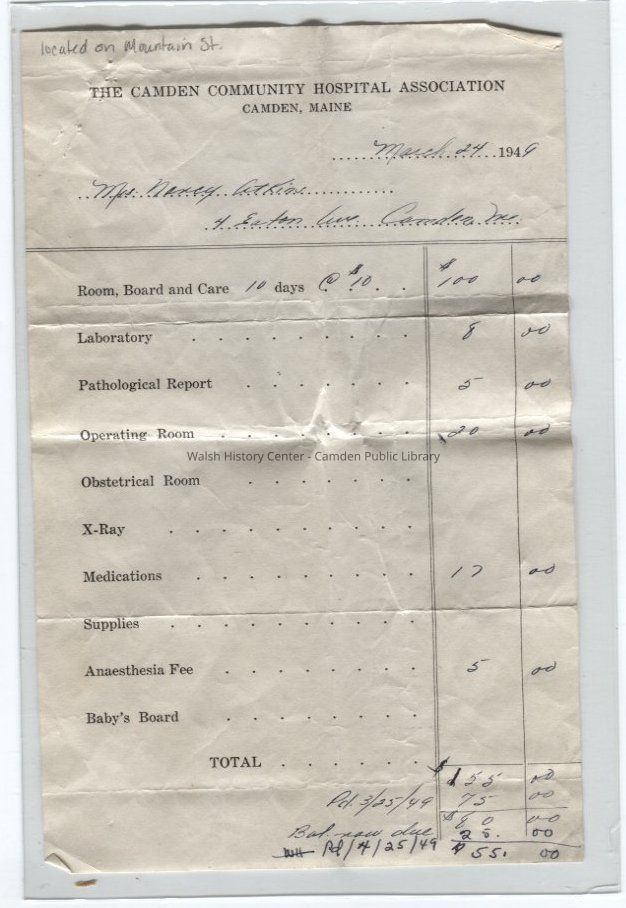 located on Mountain St.
THE CAMDEN COMMUNITY HOSPITAL ASSOCIATION
CAMDEN, MAINE
March 24 1949
Mrs. Nancy Atkins
4 Eaton Ave. Camden, Me.
Room, Board and Care 10 days @ $10 . . $100 00
Laboratory . . . . . . . . . 8 00
Pathological Report . . . . . . . 5 00
Operating Room . . . . . . . . 20 00
Walsh History Center - Camden Public Library
Obstetrical Room . . . . . . .
X-Ray . . . . . . . . . .
Medications . . . . . . . . . 17 00
Supplies . . . . . . . . . .
Anaesthesia Fee . . . . . . . . 5 00
Baby's Board . . . . . . . .
TOTAL . . . . . . $155 00
Pd. 3/25/49 75 00
Bal. now due $80 00
Pd/4/25/49 25. 00
$55. 00